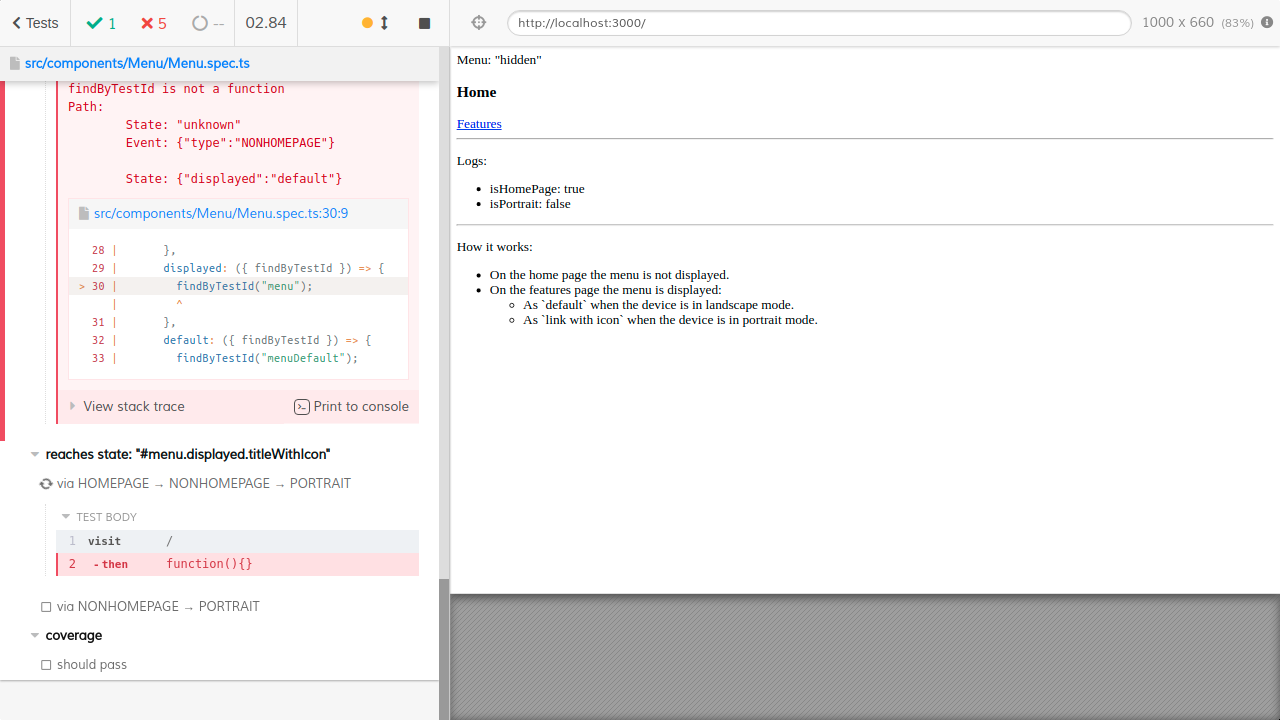 Tests
1
5
--
02.84
http://localhost:3000/
1000 x 660 (83%)
src/components/Menu/Menu.spec.ts
findByTestId is not a function
Path:
State: "unknown"
Event: {"type":"NONHOMEPAGE"}
State: {"displayed":"default"}
src/components/Menu/Menu.spec.ts:30:9
28 | },
29 | displayed: ({ findByTestId }) => {
> 30 | findByTestId("menu");
| ^
31 | },
32 | default: ({ findByTestId }) => {
33 | findByTestId("menuDefault");
View stack trace
Print to console
reaches state: "#menu.displayed.titleWithIcon"
via HOMEPAGE → NONHOMEPAGE → PORTRAIT
TEST BODY
1 visit /
2 - then function(){}
via NONHOMEPAGE → PORTRAIT
coverage
should pass
Menu: "hidden"
Home
Features
Logs:
• isHomePage: true
• isPortrait: false
How it works:
• On the home page the menu is not displayed.
• On the features page the menu is displayed:
◦ As `default` when the device is in landscape mode.
◦ As `link with icon` when the device is in portrait mode.